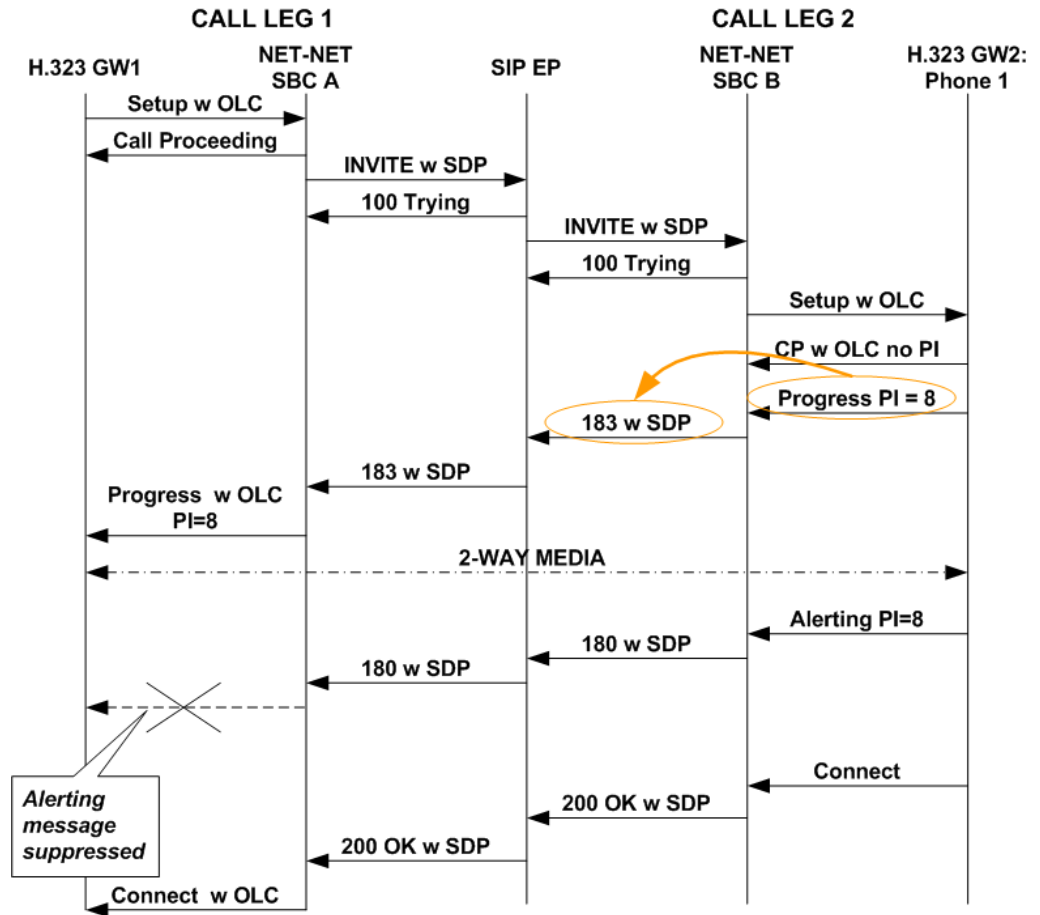 CALL LEG 1
CALL LEG 2
H.323 GW1
NET-NET
SBC A
SIP EP
NET-NET
SBC B
H.323 GW2:
Phone 1
Setup w OLC
Call Proceeding
INVITE w SDP
100 Trying
INVITE w SDP
100 Trying
Setup w OLC
CP w OLC no PI
Progress PI = 8
183 w SDP
183 w SDP
Progress w OLC
PI=8
2-WAY MEDIA
Alerting PI=8
180 w SDP
180 w SDP
Alerting
message
suppressed
Connect
200 OK w SDP
200 OK w SDP
Connect w OLC